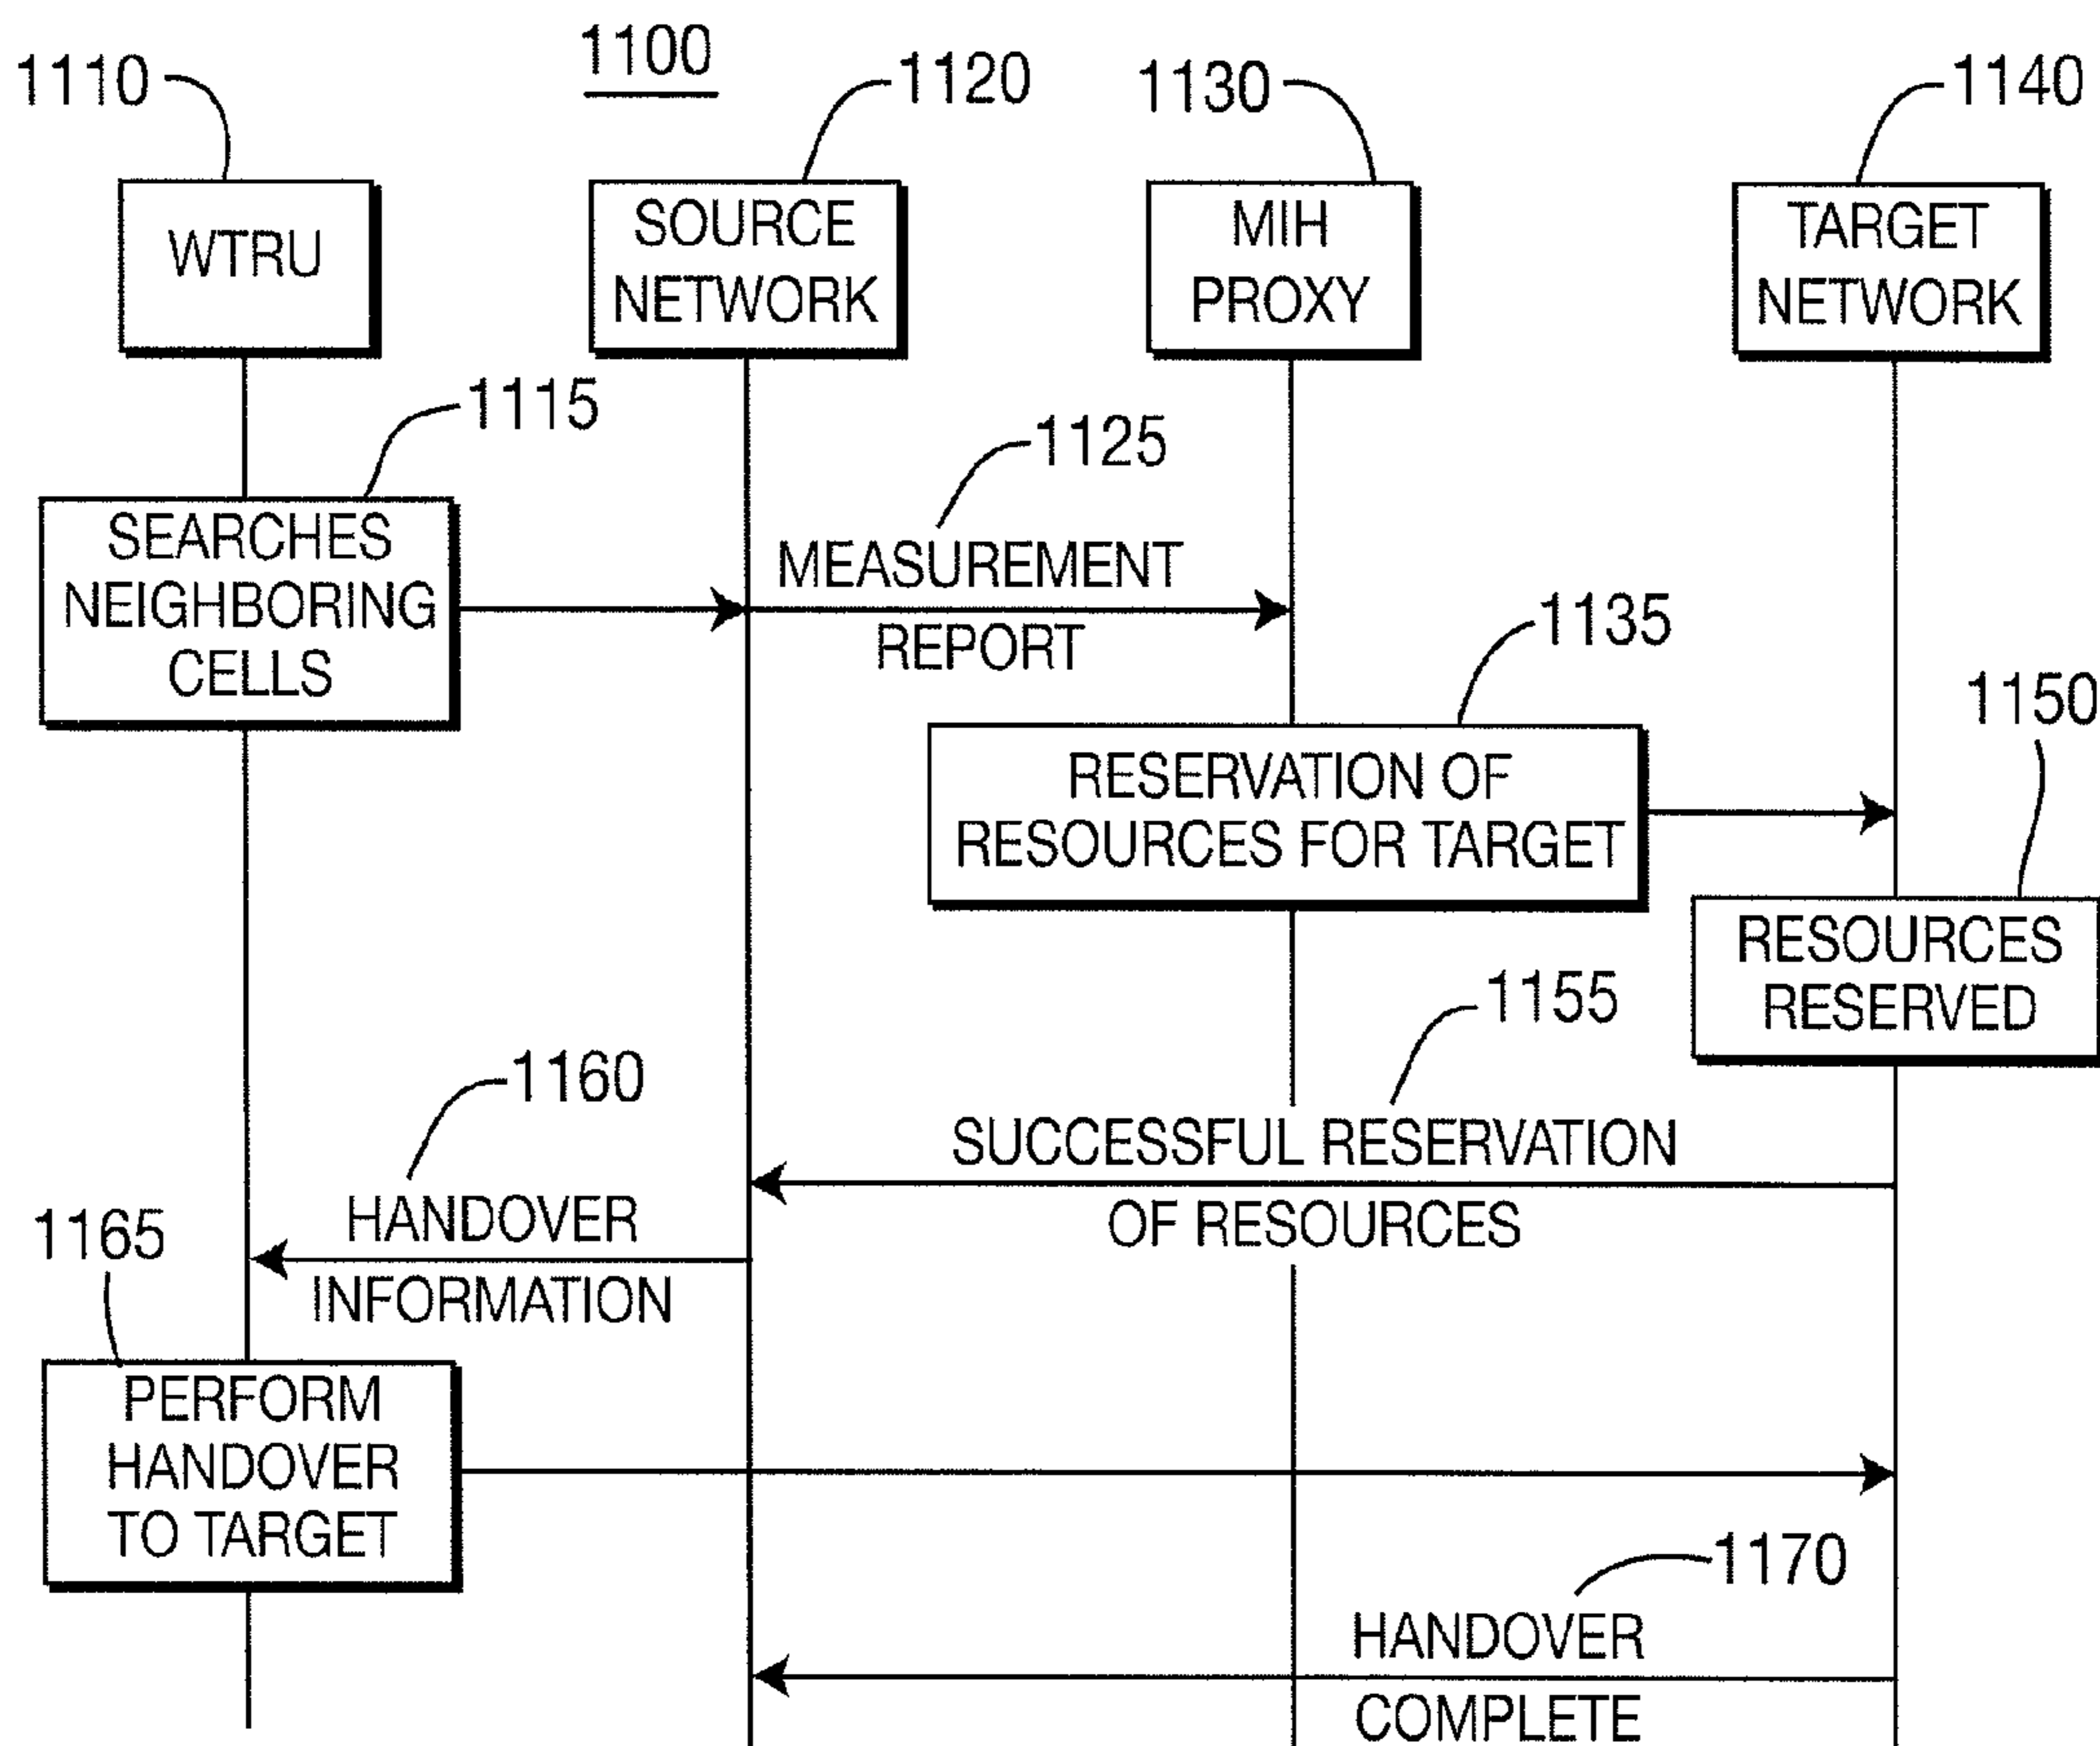 1100
1110
1120
1130
1140
WTRU
SOURCE
NETWORK
MIH
PROXY
TARGET
NETWORK
1115
1125
SEARCHES
NEIGHBORING
CELLS
MEASUREMENT
REPORT
1135
RESERVATION OF
RESOURCES FOR TARGET
1150
RESOURCES
RESERVED
1155
SUCCESSFUL RESERVATION
OF RESOURCES
1160
HANDOVER
INFORMATION
1165
PERFORM
HANDOVER
TO TARGET
1170
HANDOVER
COMPLETE